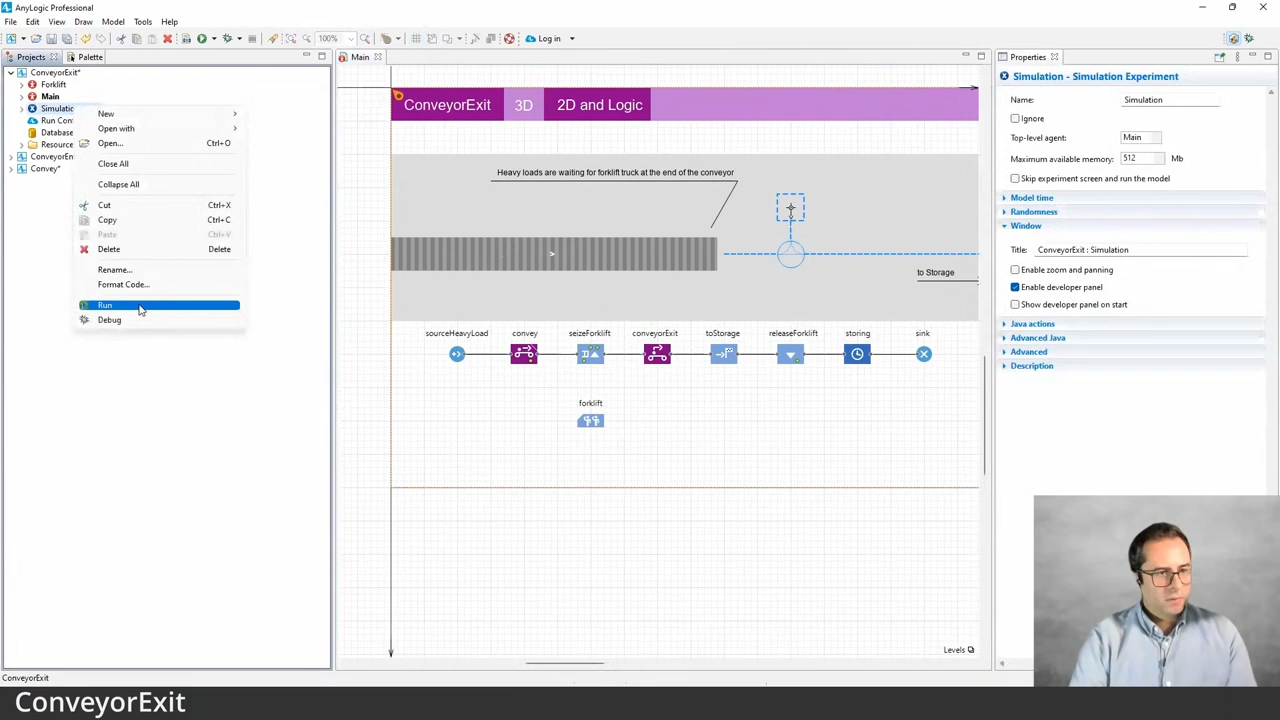 AnyLogic Professional
File Edit View Draw Model Tools Help
100% Log in
Projects Palette
Main
Properties
ConveyorExit*
Forklift
Main
Simulatio
Run Con
Database
Resource
ConveyorEn
Convey*
New
Open with
Open... Ctrl+O
Close All
Collapse All
Cut Ctrl+X
Copy Ctrl+C
Paste Ctrl+V
Delete Delete
Rename...
Format Code...
Run
Debug
ConveyorExit 3D 2D and Logic
Heavy loads are waiting for forklift truck at the end of the conveyor
>
to Storage
sourceHeavyLoad convey seizeForklift conveyorExit toStorage releaseForklift storing sink
forklift
Levels
Simulation - Simulation Experiment
Name: Simulation
Ignore
Top-level agent: Main
Maximum available memory: 512 Mb
Skip experiment screen and run the model
Model time
Randomness
Window
Title: ConveyorExit : Simulation
Enable zoom and panning
Enable developer panel
Show developer panel on start
Java actions
Advanced Java
Advanced
Description
ConveyorExit
ConveyorExit